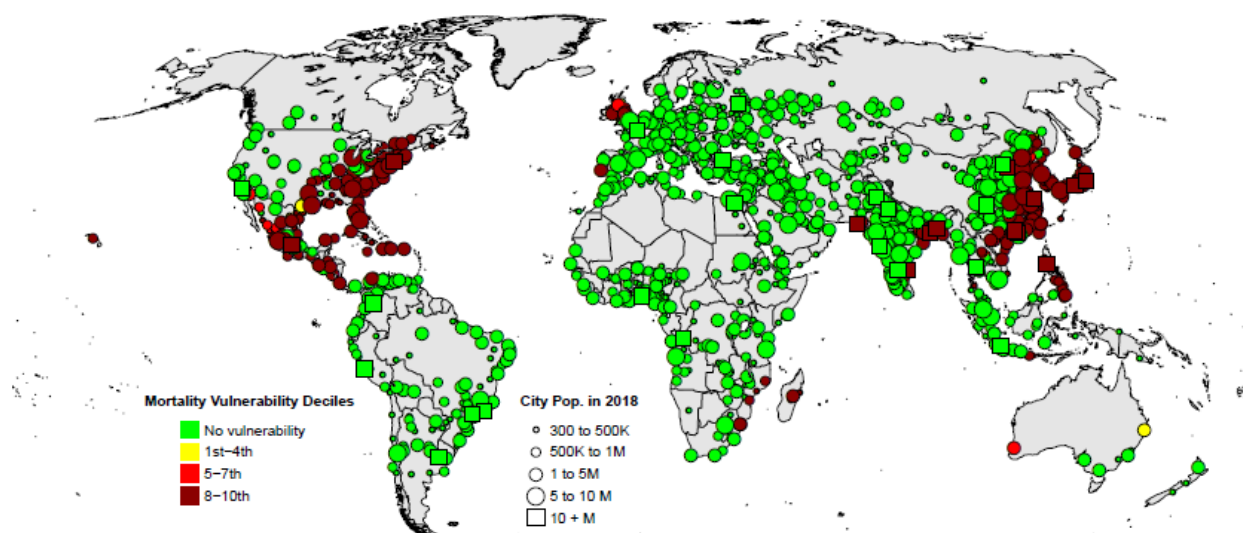 Mortality Vulnerability Deciles
No vulnerability
1st−4th
5−7th
8−10th
City Pop. in 2018
300 to 500K
500K to 1M
1 to 5M
5 to 10 M
10 + M